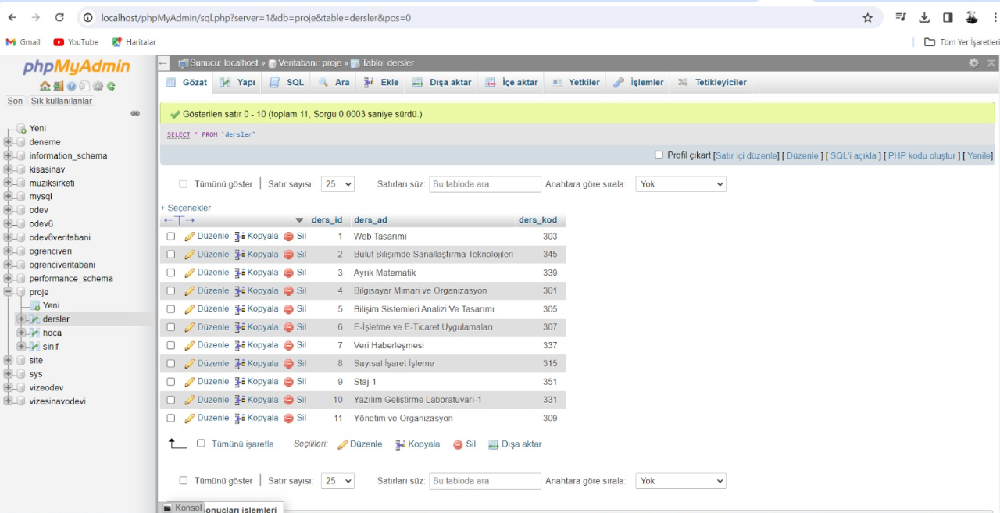 localhost/phpMyAdmin/sql.php?server=1&db=proje&table=dersler&pos=0
Gmail YouTube Haritalar Tüm Yer İşaretleri
phpMyAdmin
Son Sık kullanılanlar
Yeni
deneme
information_schema
kisasinav
muziksirketi
mysql
odev
odev6
odev6veritabani
ogrenciveri
ogrenciveritabani
performance_schema
proje
Yeni
dersler
hoca
sinif
site
sys
vizeodev
vizesinavodevi
Sunucu: localhost » Veritabanı: proje » Tablo: dersler
Gözat Yapı SQL Ara Ekle Dışa aktar İçe aktar Yetkiler İşlemler Tetikleyiciler
Gösterilen satır 0 - 10 (toplam 11, Sorgu 0,0003 saniye sürdü.)
SELECT * FROM `dersler`
Profil çıkart [Satır içi düzenle] [ Düzenle ] [ SQL'i açıkla ] [ PHP kodu oluştur ] [ Yenile]
Tümünü göster | Satır sayısı: 25 Satırları süz: Bu tabloda ara Anahtara göre sırala: Yok
+ Seçenekler
←T→ ders_id ders_ad ders_kod
Düzenle Kopyala Sil 1 Web Tasarımı 303
Düzenle Kopyala Sil 2 Bulut Bilişimde Sanallaştırma Teknolojileri 345
Düzenle Kopyala Sil 3 Ayrık Matematik 339
Düzenle Kopyala Sil 4 Bilgisayar Mimari ve Organizasyon 301
Düzenle Kopyala Sil 5 Bilişim Sistemleri Analizi Ve Tasarımı 305
Düzenle Kopyala Sil 6 E-İşletme ve E-Ticaret Uygulamaları 307
Düzenle Kopyala Sil 7 Veri Haberleşmesi 337
Düzenle Kopyala Sil 8 Sayısal İşaret İşleme 315
Düzenle Kopyala Sil 9 Staj-1 351
Düzenle Kopyala Sil 10 Yazılım Geliştirme Laboratuvarı-1 331
Düzenle Kopyala Sil 11 Yönetim ve Organizasyon 309
Tümünü işaretle Seçilileri: Düzenle Kopyala Sil Dışa aktar
Tümünü göster | Satır sayısı: 25 Satırları süz: Bu tabloda ara Anahtara göre sırala: Yok
Konsol onuçları işlemleri